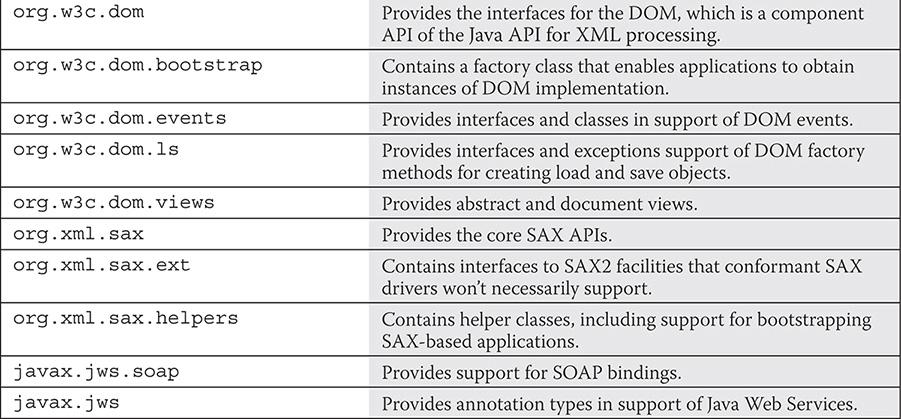 org.w3c.dom
Provides the interfaces for the DOM, which is a component
API of the Java API for XML processing.
org.w3c.dom.bootstrap
Contains a factory class that enables applications to obtain
instances of DOM implementation.
org.w3c.dom.events
Provides interfaces and classes in support of DOM events.
org.w3c.dom.ls
Provides interfaces and exceptions support of DOM factory
methods for creating load and save objects.
org.w3c.dom.views
Provides abstract and document views.
org.xml.sax
Provides the core SAX APIs.
org.xml.sax.ext
Contains interfaces to SAX2 facilities that conformant SAX
drivers won’t necessarily support.
org.xml.sax.helpers
Contains helper classes, including support for bootstrapping
SAX-based applications.
javax.jws.soap
Provides support for SOAP bindings.
javax.jws
Provides annotation types in support of Java Web Services.